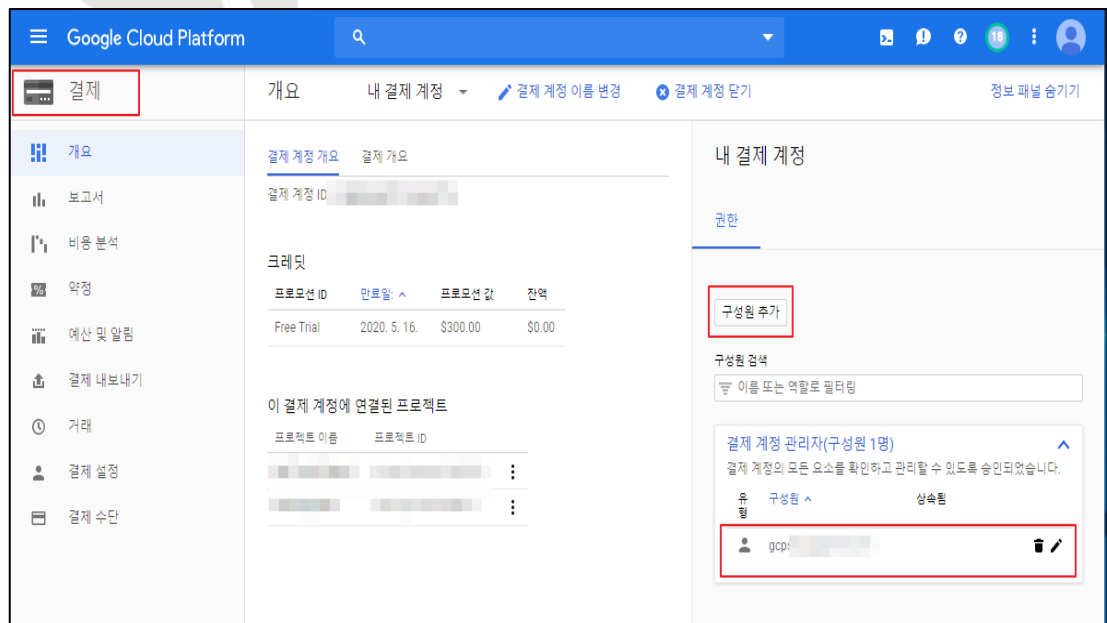 Google Cloud Platform
18
결제
개요
내 결제 계정
결제 계정 이름 변경
결제 계정 닫기
정보 패널 숨기기
개요
보고서
비용 분석
약정
예산 및 알림
결제 내보내기
거래
결제 설정
결제 수단
결제 계정 개요 결제 개요
결제 계정 ID
크레딧
프로모션 ID 만료일: 프로모션 값 잔액
Free Trial 2020. 5. 16. $300.00 $0.00
이 결제 계정에 연결된 프로젝트
프로젝트 이름 프로젝트 ID
내 결제 계정
권한
구성원 추가
구성원 검색
이름 또는 역할로 필터링
결제 계정 관리자(구성원 1명)
결제 계정의 모든 요소를 확인하고 관리할 수 있도록 승인되었습니다.
유형 구성원 상속됨